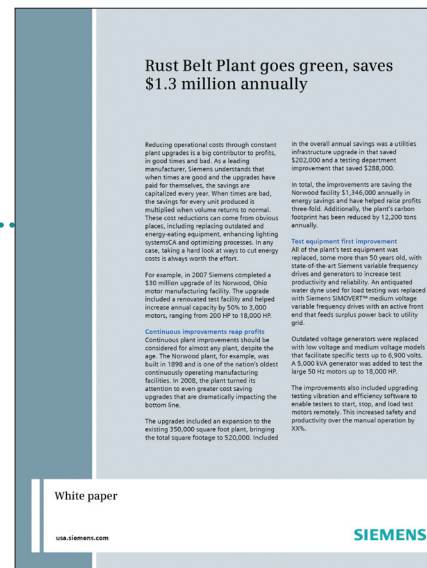 Rust Belt Plant goes green, saves
$1.3 million annually
Reducing operational costs through constant
plant upgrades is a big contributor to profits,
in good times and bad. As a leading
manufacturer, Siemens understands that
when times are good and the upgrades have
paid for themselves, the savings are
capitalized every year. When times are bad,
the savings for every unit produced is
multiplied when volume returns to normal.
These cost reductions can come from obvious
places, including replacing outdated and
energy-eating equipment, enhancing lighting
systemsCA and optimizing processes. In any
case, taking a hard look at ways to cut energy
costs is always worth the effort.
For example, in 2007 Siemens completed a
$30 million upgrade of its Norwood, Ohio
motor manufacturing facility. The upgrade
included a renovated test facility and helped
increase annual capacity by 50% to 3,000
motors, ranging from 200 HP to 18,000 HP.
Continuous improvements reap profits
Continuous plant improvements should be
considered for almost any plant, despite the
age. The Norwood plant, for example, was
built in 1898 and is one of the nation's oldest
continuously operating manufacturing
facilities. In 2008, the plant turned its
attention to even greater cost saving
upgrades that are dramatically impacting the
bottom line.
The upgrades included an expansion to the
existing 350,000 square foot plant, bringing
the total square footage to 520,000. Included
in the overall annual savings was a utilities
infrastructure upgrade in that saved
$202,000 and a testing department
improvement that saved $288,000.
In total, the improvements are saving the
Norwood facility $1,346,000 annually in
energy savings and have helped raise profits
three-fold. Additionally, the plant's carbon
footprint has been reduced by 12,200 tons
annually.
Test equipment first improvement
All of the plant's test equipment was
replaced, some more than 50 years old, with
state-of-the-art Siemens variable frequency
drives and generators to increase test
productivity and reliability. An antiquated
water dyne used for load testing was replaced
with Siemens SIMOVERT™ medium voltage
variable frequency drives with an active front
end that feeds surplus power back to utility
grid.
Outdated voltage generators were replaced
with low voltage and medium voltage models
that facilitate specific tests up to 6,900 volts.
A 5,000 kVA generator was added to test the
large 50 Hz motors up to 18,000 HP.
The improvements also included upgrading
testing vibration and efficiency software to
enable testers to start, stop, and load test
motors remotely. This increased safety and
productivity over the manual operation by
XX%.
White paper
usa.siemens.com
SIEMENS